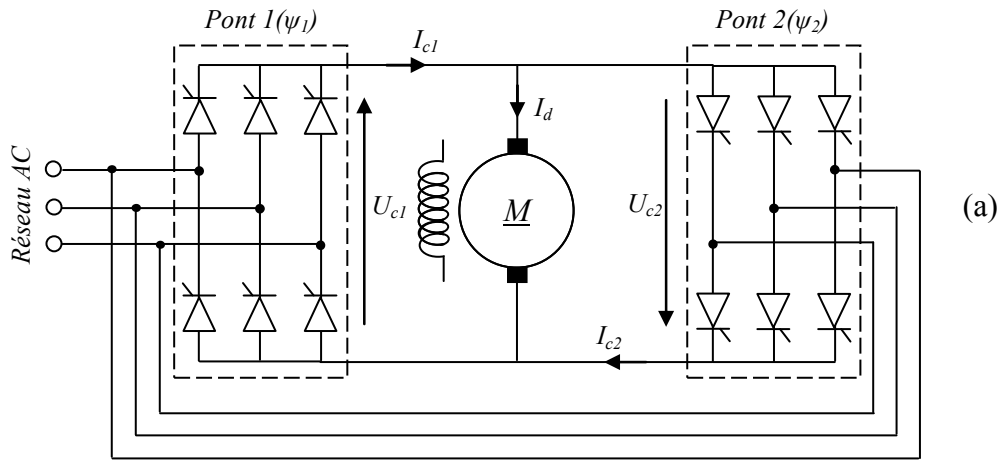 Pont 1(ψ1)
Pont 2(ψ2)
Ic1
Id
Réseau AC
Uc1
M
Uc2
(a)
Ic2